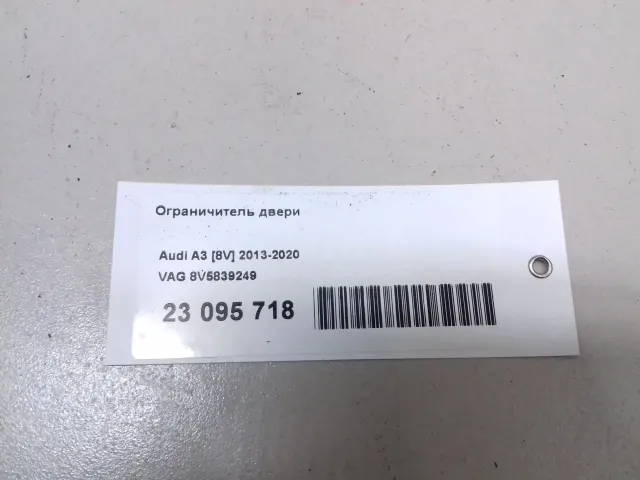 Ограничитель двери
Audi A3 [8V] 2013-2020
VAG 8V5839249
23 095 718